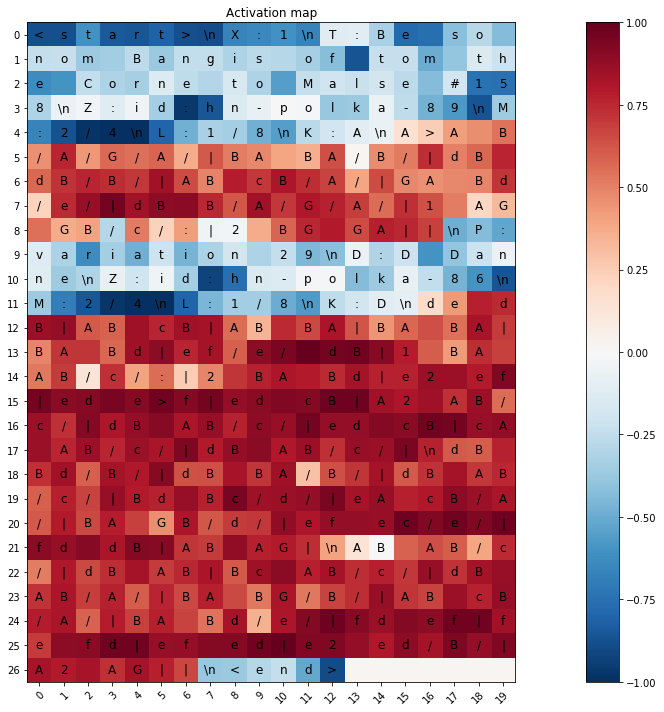 Activation map
0 < s t a r t > \n X : 1 \n T : B e s o
1 n o m B a n g i s o f t o m t h
2 e C o r n e t o M a l s e # 1 5
3 8 \n Z : i d : h n - p o l k a - 8 9 \n M
4 : 2 / 4 \n L : 1 / 8 \n K : A \n A > A B
5 / A / G / A / | B A B A / B / | d B
6 d B / B / | A B c B / A / | G A B d
7 / e / | d B B / A / G / A / | 1 A G
8 G B / c / : | 2 B G G A | | \n P :
9 v a r i a t i o n 2 9 \n D : D D a n
10 n e \n Z : i d : h n - p o l k a - 8 6 \n
11 M : 2 / 4 \n L : 1 / 8 \n K : D \n d e d
12 B | A B c B | A B B A | B A B A |
13 B A B d | e f / e / d B | 1 B A
14 A B / c / : | 2 B A B d | e 2 e f
15 | e d e > f | e d c B | A 2 A B /
16 c / | d B A B / c / | e d c B | c A
17 A B / c / | d B A B / c / | \n d B
18 B d / B / | d B B A / B / | d B A B
19 / c / | B d B c / d / | e A c B / A
20 / | B A G B / d / | e f e c / e / |
21 f d d B | A B A G | \n A B A B / c
22 / | d B A B | B c A B / c / | d B
23 A B / A / | B A B G / B / | A B c B
24 / A / | B A B d / e / | f d e f | f
25 e f d | e f e d | e 2 e d / B / |
26 A 2 A G | | \n < e n d >
0 1 2 3 4 5 6 7 8 9 10 11 12 13 14 15 16 17 18 19
1.00
0.75
0.50
0.25
0.00
−0.25
−0.50
−0.75
−1.00